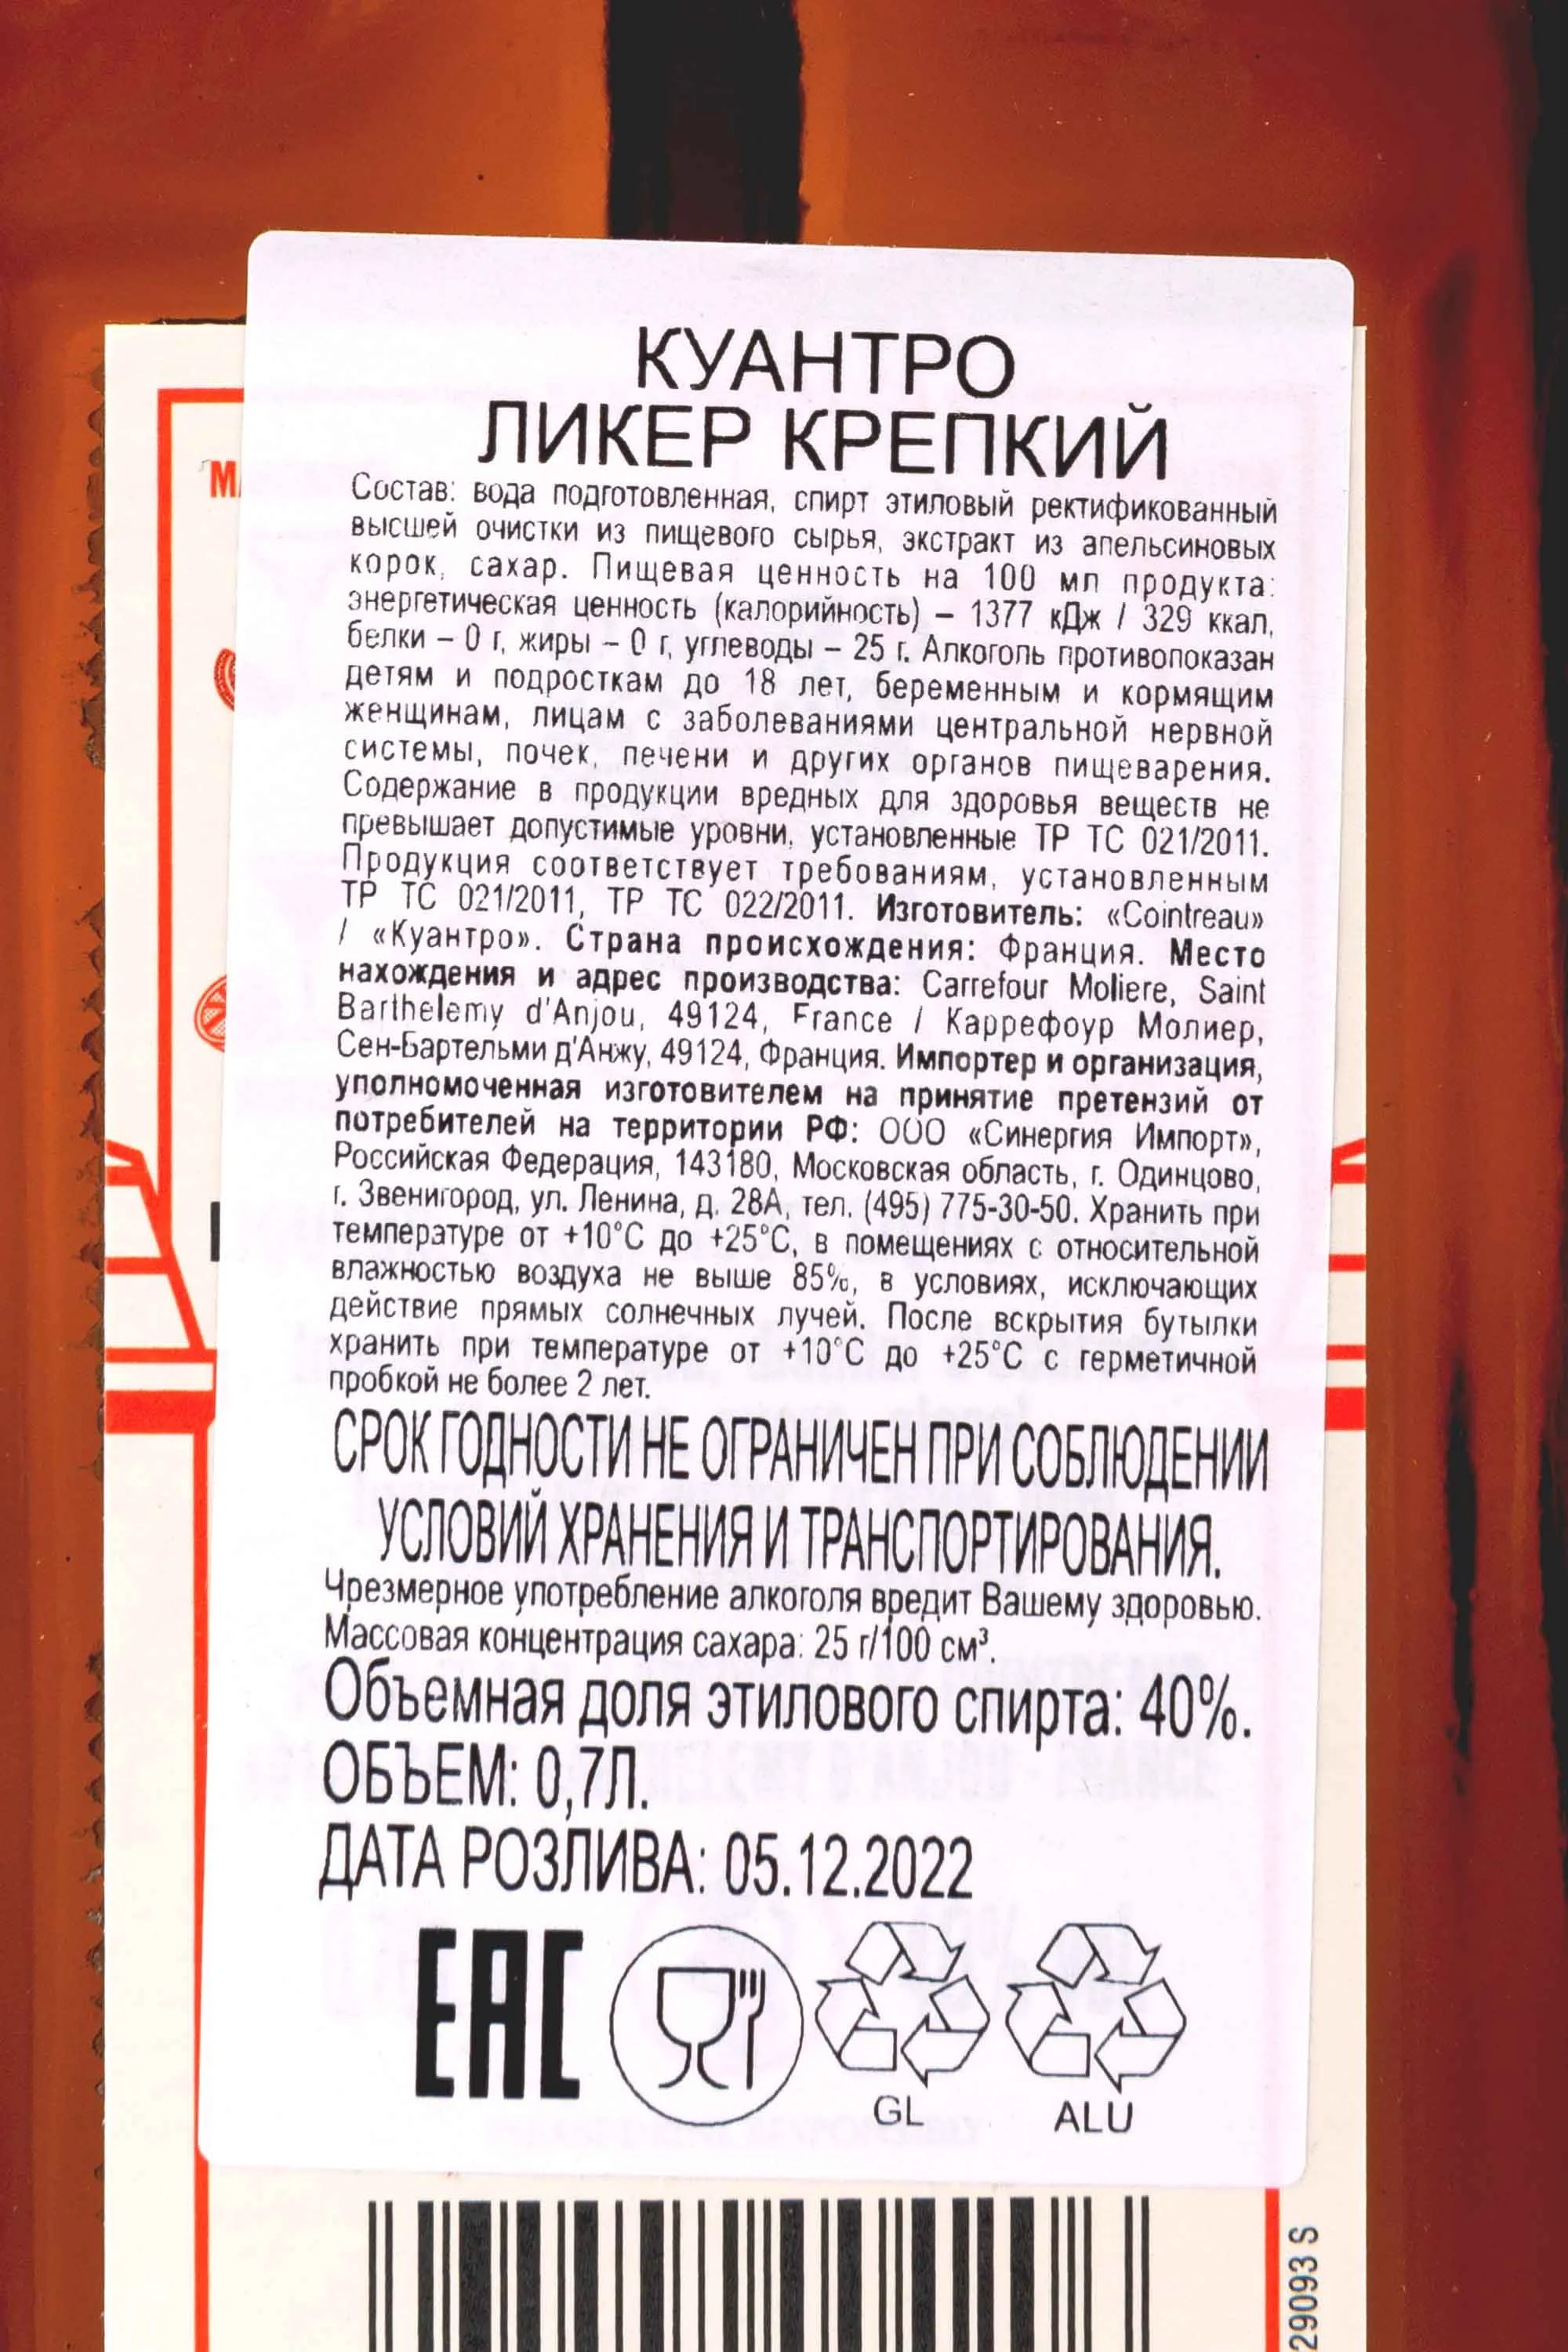 КУАНТРО
ЛИКЕР КРЕПКИЙ
Состав: вода подготовленная, спирт этиловый ректификованный
высшей очистки из пищевого сырья, экстракт из апельсиновых
корок, сахар. Пищевая ценность на 100 мл продукта:
энергетическая ценность (калорийность) – 1377 кДж / 329 ккал,
белки – 0 г, жиры – 0 г, углеводы – 25 г. Алкоголь противопоказан
детям и подросткам до 18 лет, беременным и кормящим
женщинам, лицам с заболеваниями центральной нервной
системы, почек, печени и других органов пищеварения.
Содержание в продукции вредных для здоровья веществ не
превышает допустимые уровни, установленные ТР ТС 021/2011.
Продукция соответствует требованиям, установленным
ТР ТС 021/2011, ТР ТС 022/2011. Изготовитель: «Cointreau»
/ «Куантро». Страна происхождения: Франция. Место
нахождения и адрес производства: Carrefour Moliere, Saint
Barthelemy d'Anjou, 49124, France / Каррефоур Молиер,
Сен-Бартельми д'Анжу, 49124, Франция. Импортер и организация,
уполномоченная изготовителем на принятие претензий от
потребителей на территории РФ: ООО «Синергия Импорт»,
Российская Федерация, 143180, Московская область, г. Одинцово,
г. Звенигород, ул. Ленина, д. 28А, тел. (495) 775-30-50. Хранить при
температуре от +10°С до +25°С, в помещениях с относительной
влажностью воздуха не выше 85%, в условиях, исключающих
действие прямых солнечных лучей. После вскрытия бутылки
хранить при температуре от +10°С до +25°С с герметичной
пробкой не более 2 лет.
СРОК ГОДНОСТИ НЕ ОГРАНИЧЕН ПРИ СОБЛЮДЕНИИ
УСЛОВИЙ ХРАНЕНИЯ И ТРАНСПОРТИРОВАНИЯ.
Чрезмерное употребление алкоголя вредит Вашему здоровью.
Массовая концентрация сахара: 25 г/100 см³.
Объемная доля этилового спирта: 40%.
ОБЪЕМ: 0,7Л.
ДАТА РОЗЛИВА: 05.12.2022
EAC
GL
ALU
29093 S